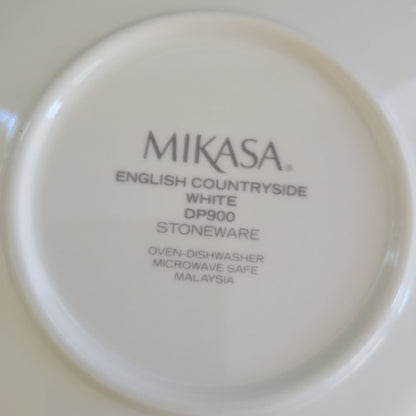 MIKASA®
ENGLISH COUNTRYSIDE
WHITE
DP900
STONEWARE
OVEN-DISHWASHER
MICROWAVE SAFE
MALAYSIA